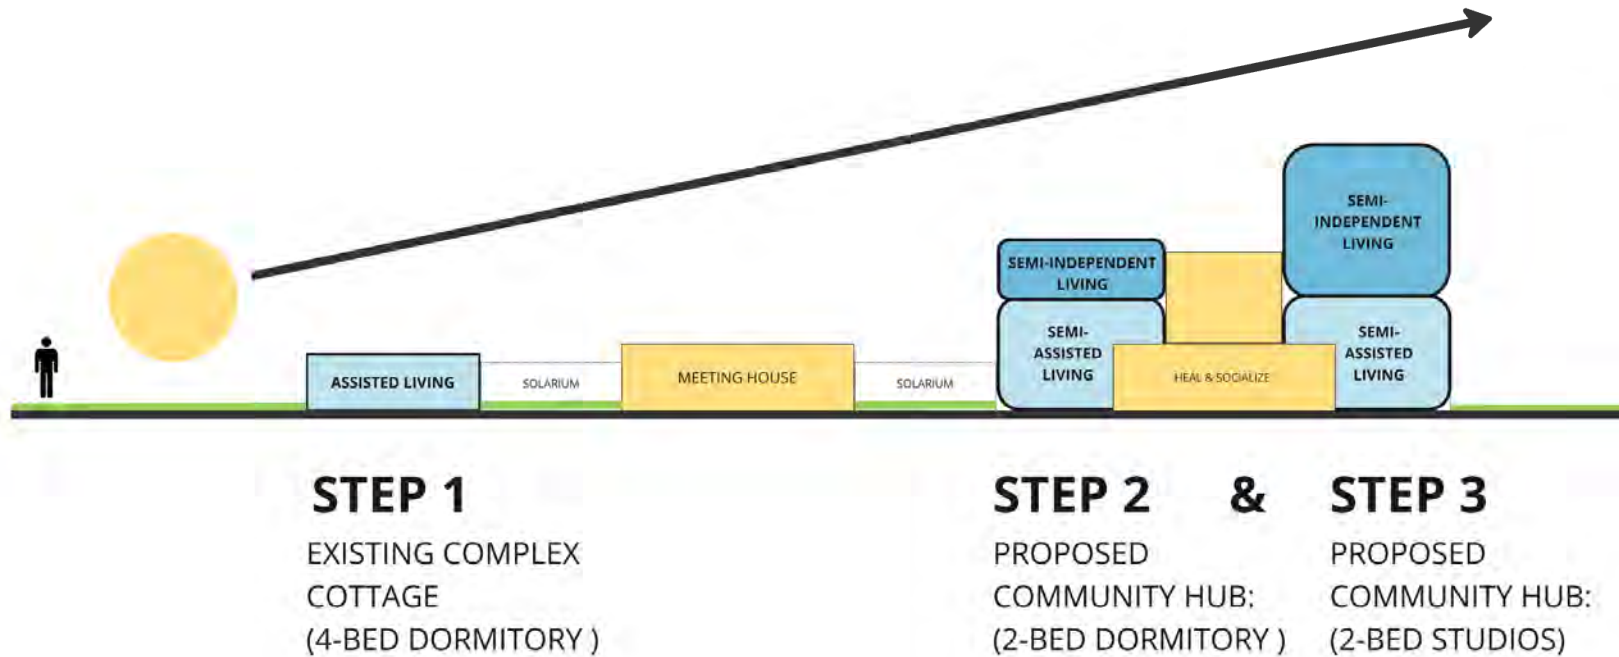 SEMI-
INDEPENDENT
LIVING
SEMI-INDEPENDENT
LIVING
SEMI-
ASSISTED
LIVING
SEMI-
ASSISTED
LIVING
ASSISTED LIVING
SOLARIUM
MEETING HOUSE
SOLARIUM
HEAL & SOCIALIZE
STEP 1
EXISTING COMPLEX
COTTAGE
(4-BED DORMITORY )
STEP 2 & STEP 3
PROPOSED
COMMUNITY HUB:
(2-BED DORMITORY )
PROPOSED
COMMUNITY HUB:
(2-BED STUDIOS)